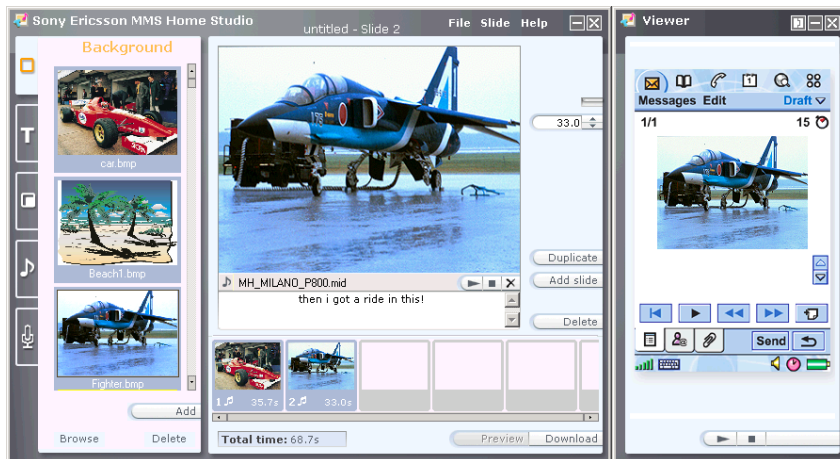 Sony Ericsson MMS Home Studio
untitled - Slide 2
File Slide Help
Background
car.bmp
Beach1.bmp
Fighter.bmp
Add
Browse Delete
T
33.0
Duplicate
Add slide
Delete
MH_MILANO_P800.mid
then i got a ride in this!
1 35.7s
2 33.0s
Total time: 68.7s
Preview Download
Viewer
Messages Edit Draft
1/1 15
Send